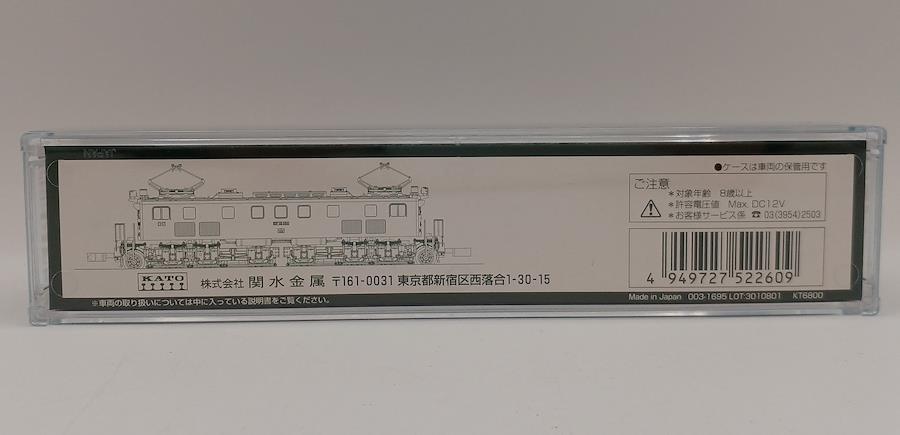 ●ケースは車両の保管用です
ご注意
＊対象年齢　8歳以上
＊許容電圧値　Max. DC12V
＊お客様サービス係 ☎ 03(3954)2503
KATO
株式会社 関水金属 〒161-0031 東京都新宿区西落合1-30-15
※車両の取り扱いについては中に入っている説明書をご覧ください。
4 949727 522609
Made in Japan 003-1695 LOT:3010801 KT6800